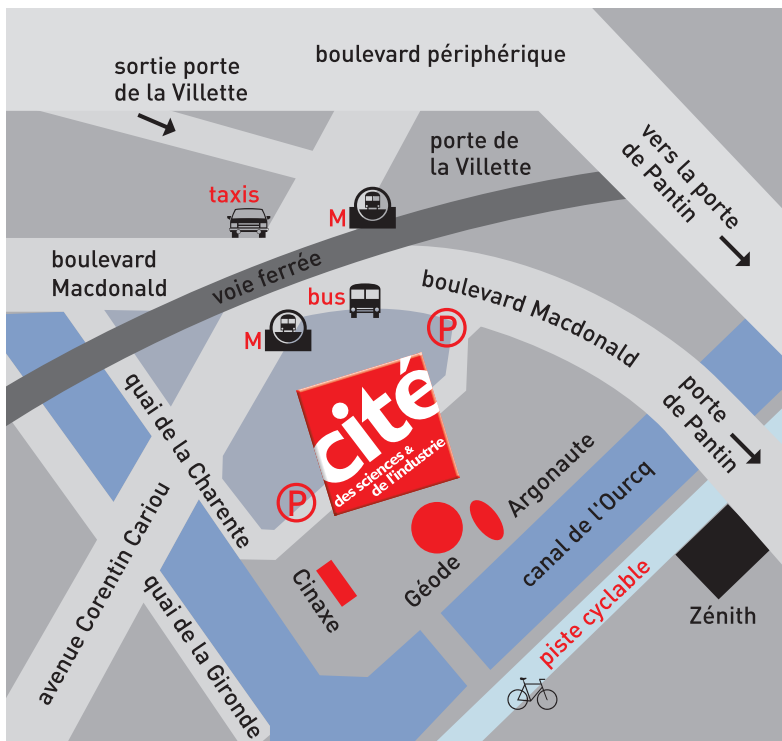 boulevard périphérique
sortie porte
de la Villette
porte de
la Villette
vers la porte
de Pantin
taxis
M
boulevard
Macdonald
voie ferrée
bus
M
P
boulevard Macdonald
porte
de Pantin
quai de la Charente
cité
des sciences &
de l'industrie
P
Argonaute
canal de l'Ourcq
Géode
Cinaxe
avenue Corentin Cariou
quai de la Gironde
piste cyclable
Zénith